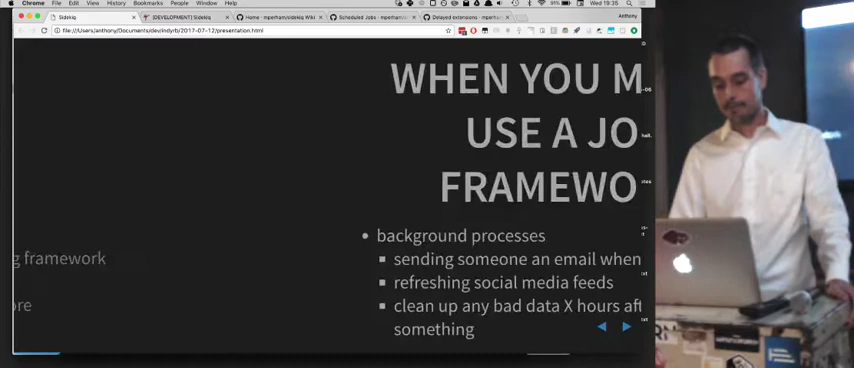 Chrome File Edit View History Bookmarks People Window Help
Wed 19:35
Sidekiq
[DEVELOPMENT] Sidekiq
Home · mperham/sidekiq Wiki
Scheduled Jobs · mperham/
Delayed extensions · mperham/
Anthony
file:///Users/anthony/Documents/dev/indyrb/2017-07-12/presentation.html
WHEN YOU M
USE A JO
FRAMEWO
• background processes
▪ sending someone an email when
g framework
▪ refreshing social media feeds
ore
▪ clean up any bad data X hours aft
something